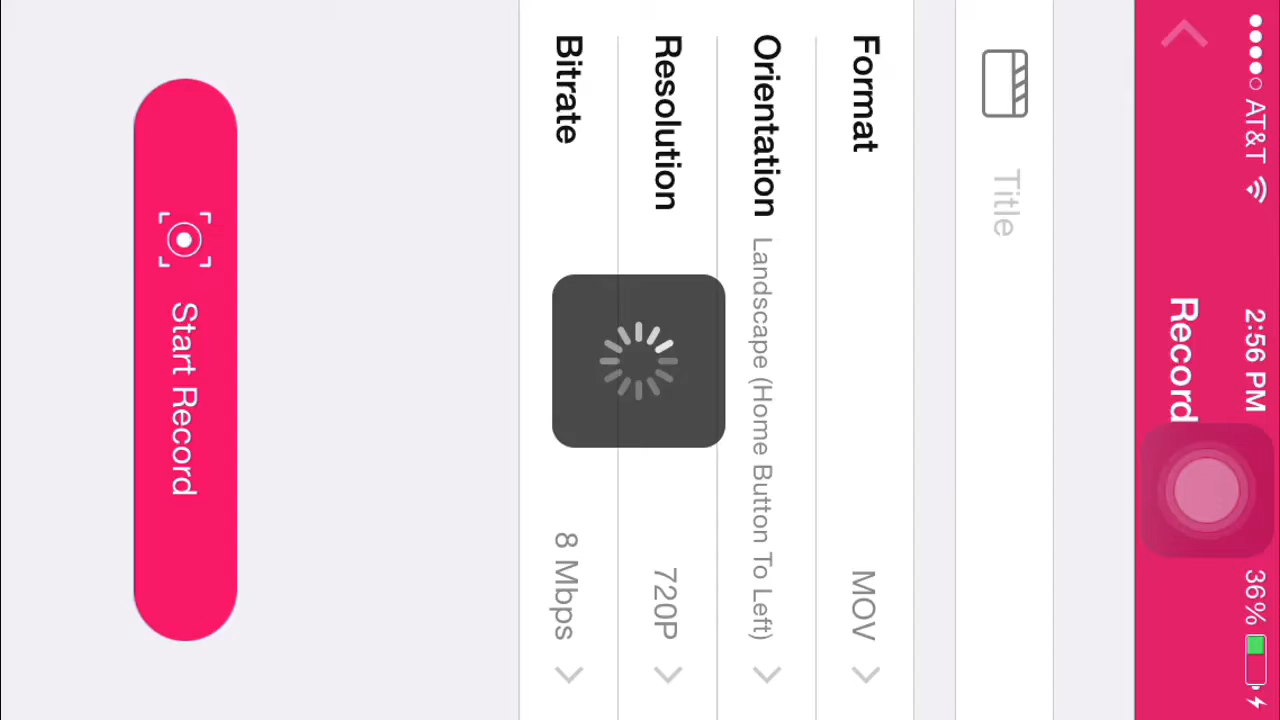 AT&T 2:56 PM 36%
Record
Title
Format MOV
Orientation Landscape (Home Button To Left)
Resolution 720P
Bitrate 8 Mbps
Start Record